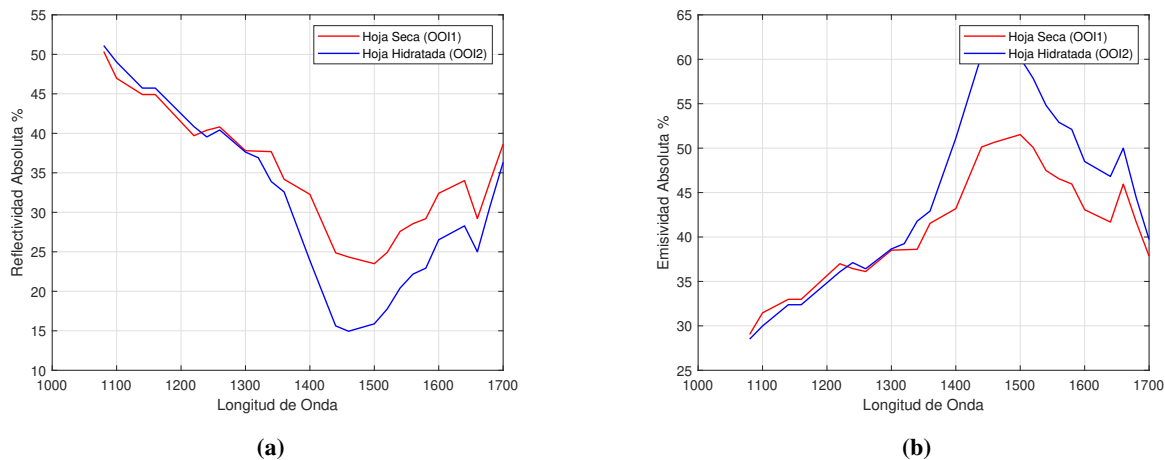 55
50
45
40
35
30
25
20
15
10
Reflectividad Absoluta %
1000 1100 1200 1300 1400 1500 1600 1700
Longitud de Onda
Hoja Seca (OOI1)
Hoja Hidratada (OOI2)
(a)
65
60
55
50
45
40
35
30
25
Emisividad Absoluta %
1000 1100 1200 1300 1400 1500 1600 1700
Longitud de Onda
Hoja Seca (OOI1)
Hoja Hidratada (OOI2)
(b)